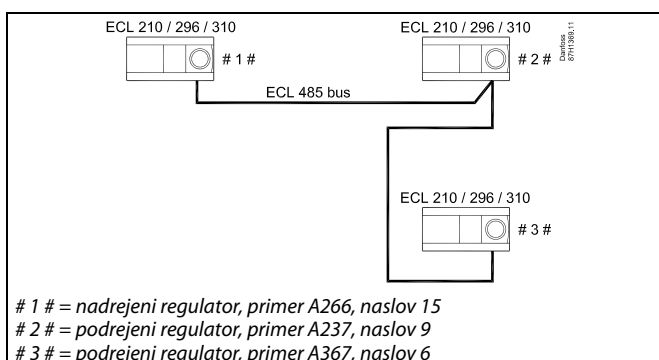 ECL 210 / 296 / 310
ECL 210 / 296 / 310
# 1 #
# 2 #
Danfoss
87H1389.11
ECL 485 bus
ECL 210 / 296 / 310
# 3 #
# 1 # = nadrejeni regulator, primer A266, naslov 15
# 2 # = podrejeni regulator, primer A237, naslov 9
# 3 # = podrejeni regulator, primer A367, naslov 6